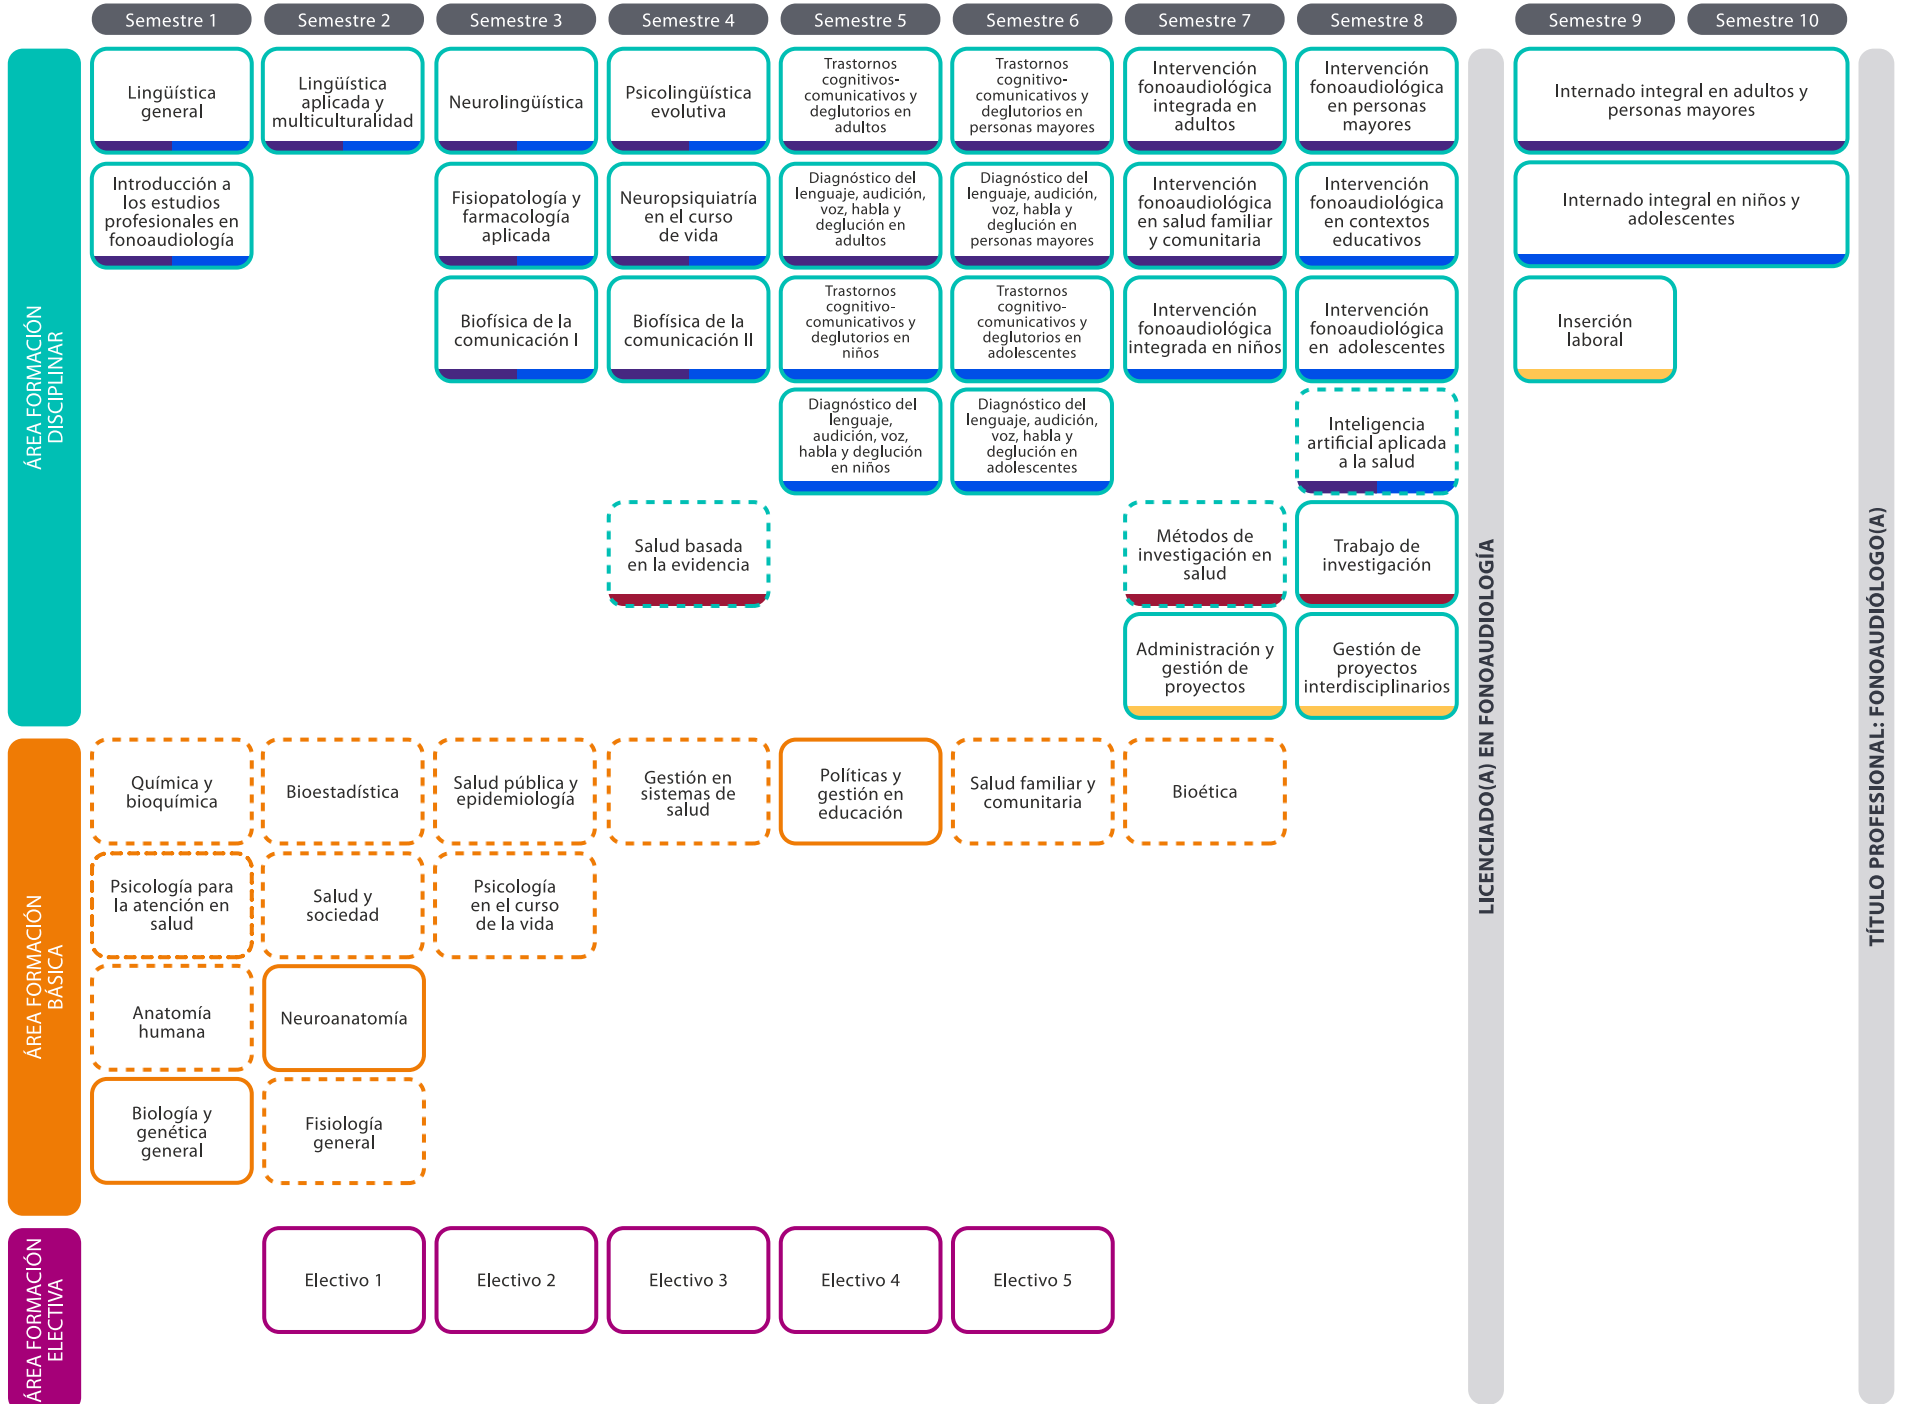 Semestre 1
Semestre 2
Semestre 3
Semestre 4
Semestre 5
Semestre 6
Semestre 7
Semestre 8
Semestre 9
Semestre 10
ÁREA FORMACIÓN
DISCIPLINAR
Lingüística
general
Lingüística
aplicada y
multiculturalidad
Neurolingüística
Psicolingüística
evolutiva
Trastornos
cognitivos-
comunicativos y
deglutorios en
adultos
Trastornos
cognitivo-
comunicativos y
deglutorios en
personas mayores
Intervención
fonoaudiológica
integrada en
adultos
Intervención
fonoaudiológica
en personas
mayores
Internado integral en adultos y
personas mayores
Introducción a
los estudios
profesionales en
fonoaudiología
Fisiopatología y
farmacología
aplicada
Neuropsiquiatría
en el curso
de vida
Diagnóstico del
lenguaje, audición,
voz, habla y
deglución en
adultos
Diagnóstico del
lenguaje, audición,
voz, habla y
deglución en
personas mayores
Intervención
fonoaudiológica
en salud familiar
y comunitaria
Intervención
fonoaudiológica
en contextos
educativos
Internado integral en niños y
adolescentes
Biofísica de la
comunicación I
Biofísica de la
comunicación II
Trastornos
cognitivo-
comunicativos y
deglutorios en
niños
Trastornos
cognitivo-
comunicativos y
deglutorios en
adolescentes
Intervención
fonoaudiológica
integrada en niños
Intervención
fonoaudiológica
en adolescentes
Inserción
laboral
Diagnóstico del
lenguaje,
audición, voz,
habla y deglución
en niños
Diagnóstico del
lenguaje, audición,
voz, habla y
deglución en
adolescentes
Inteligencia
artificial aplicada
a la salud
Salud basada
en la evidencia
Métodos de
investigación en
salud
Trabajo de
investigación
Administración y
gestión de
proyectos
Gestión de
proyectos
interdisciplinarios
LICENCIADO(A) EN FONOAUDIOLOGÍA
TÍTULO PROFESIONAL: FONOAUDIÓLOGO(A)
ÁREA FORMACIÓN
BÁSICA
Química y
bioquímica
Bioestadística
Salud pública y
epidemiología
Gestión en
sistemas de
salud
Políticas y
gestión en
educación
Salud familiar y
comunitaria
Bioética
Psicología para
la atención en
salud
Salud y
sociedad
Psicología
en el curso
de la vida
Anatomía
humana
Neuroanatomía
Biología y
genética
general
Fisiología
general
ÁREA FORMACIÓN
ELECTIVA
Electivo 1
Electivo 2
Electivo 3
Electivo 4
Electivo 5